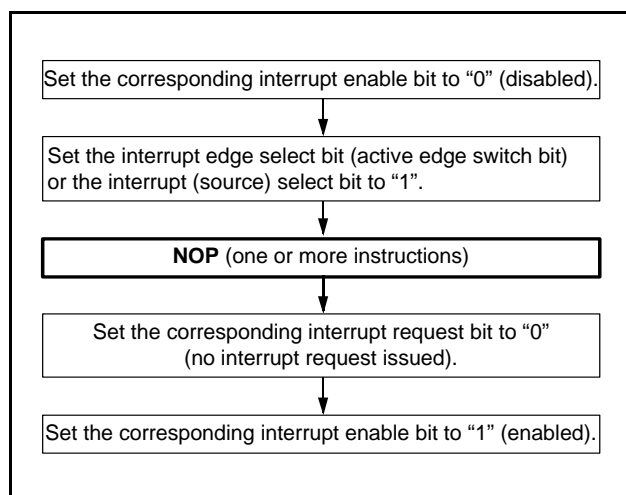 Set the corresponding interrupt enable bit to “0” (disabled).
Set the interrupt edge select bit (active edge switch bit)
or the interrupt (source) select bit to “1”.
NOP (one or more instructions)
Set the corresponding interrupt request bit to “0”
(no interrupt request issued).
Set the corresponding interrupt enable bit to “1” (enabled).